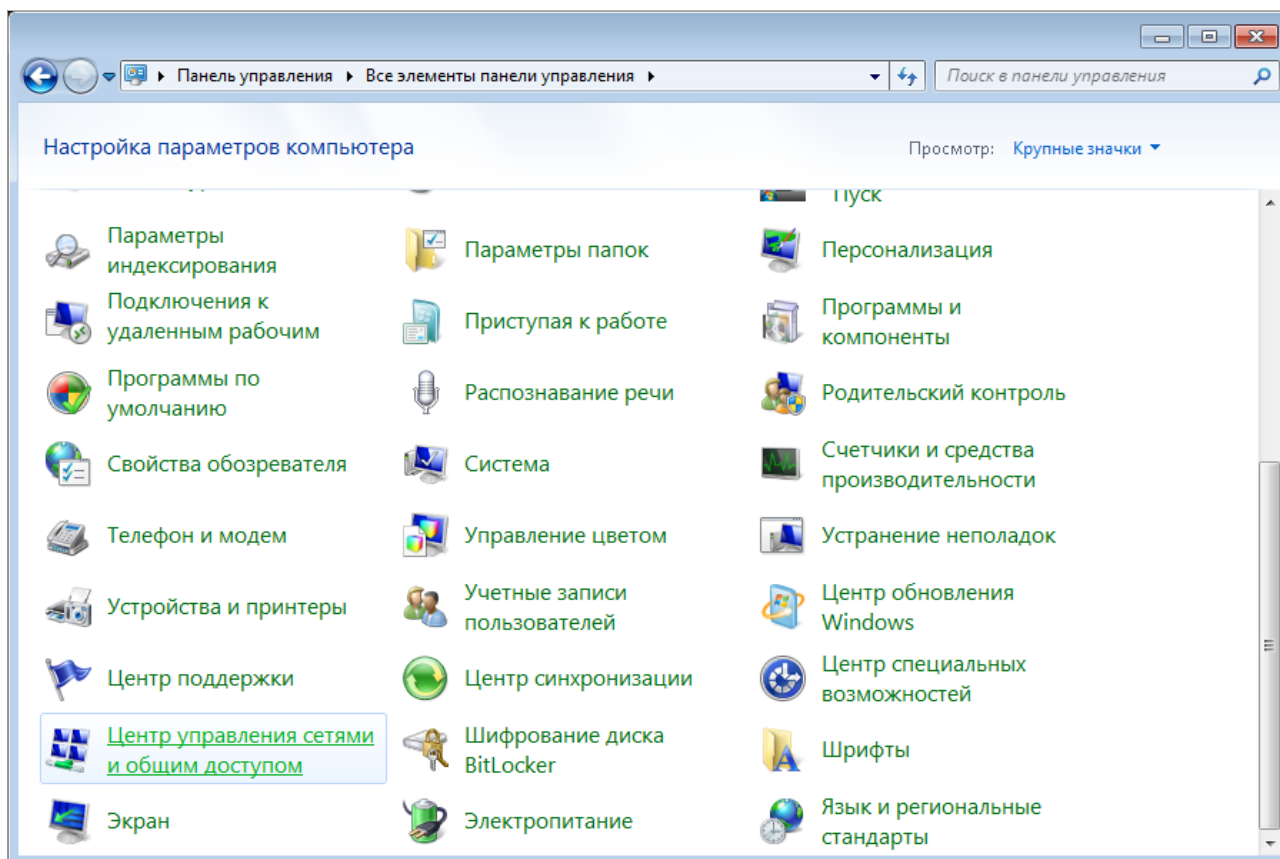 Панель управления Все элементы панели управления
Поиск в панели управления
Настройка параметров компьютера
Просмотр: Крупные значки
Пуск
Параметры
индексирования
Параметры папок
Персонализация
Подключения к
удаленным рабочим
Приступая к работе
Программы и
компоненты
Программы по
умолчанию
Распознавание речи
Родительский контроль
Свойства обозревателя
Система
Счетчики и средства
производительности
Телефон и модем
Управление цветом
Устранение неполадок
Устройства и принтеры
Учетные записи
пользователей
Центр обновления
Windows
Центр поддержки
Центр синхронизации
Центр специальных
возможностей
Центр управления сетями
и общим доступом
Шифрование диска
BitLocker
Шрифты
Экран
Электропитание
Язык и региональные
стандарты